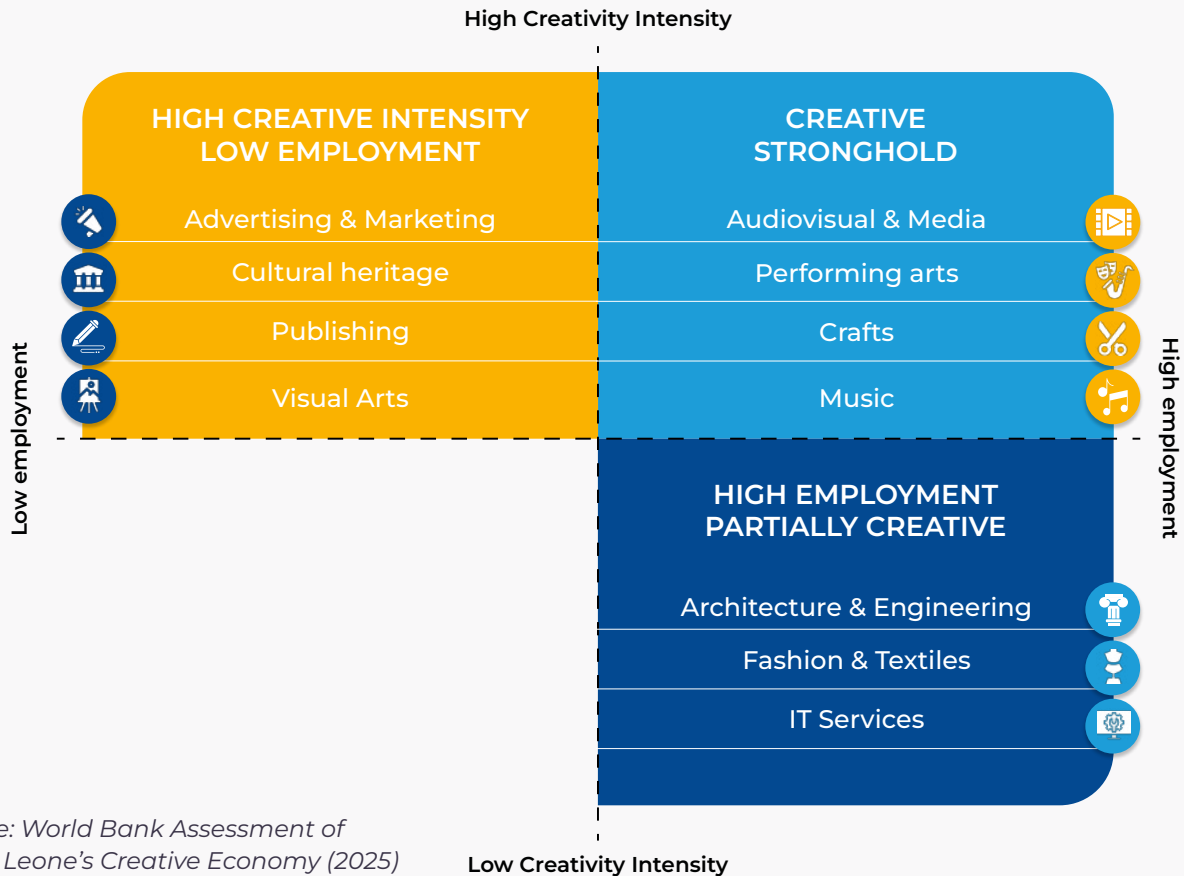 High Creativity Intensity
HIGH CREATIVE INTENSITY
LOW EMPLOYMENT
Advertising & Marketing
Cultural heritage
Publishing
Visual Arts
CREATIVE
STRONGHOLD
Audiovisual & Media
Performing arts
Crafts
Music
Low employment
High employment
HIGH EMPLOYMENT
PARTIALLY CREATIVE
Architecture & Engineering
Fashion & Textiles
IT Services
: World Bank Assessment of
Leone’s Creative Economy (2025)
Low Creativity Intensity